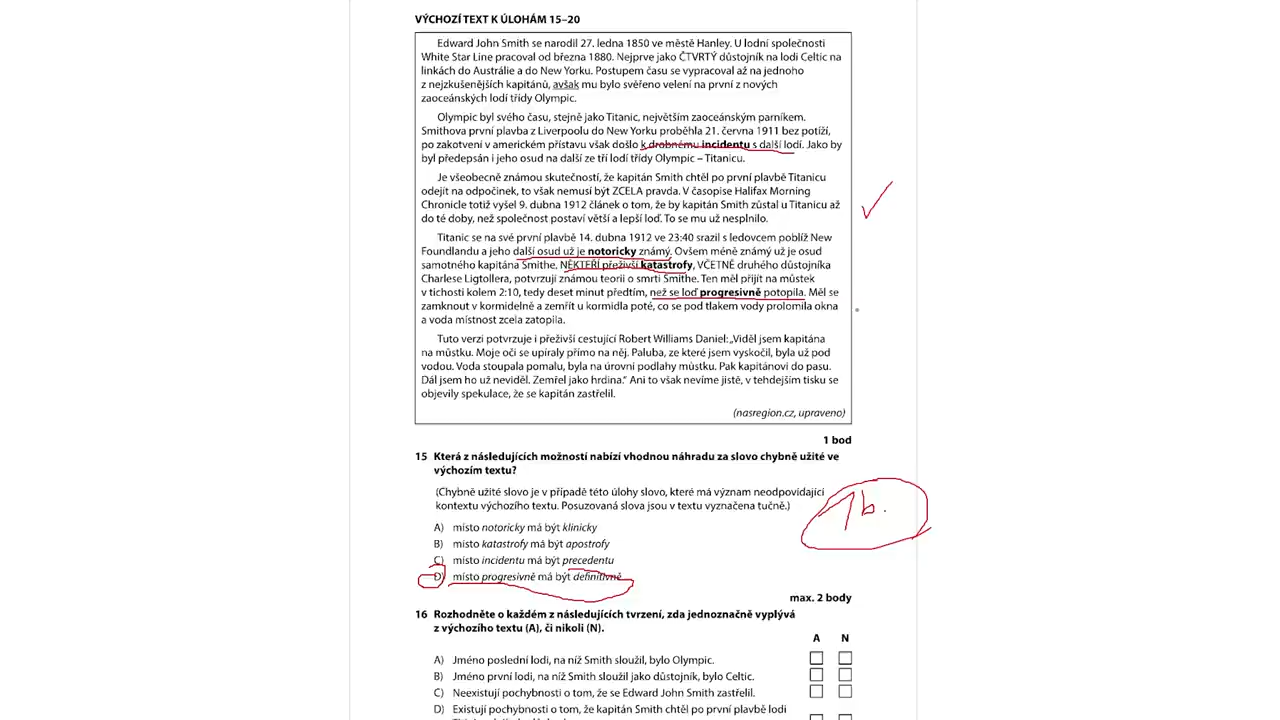 VÝCHOZÍ TEXT K ÚLOHÁM 15–20
Edward John Smith se narodil 27. ledna 1850 ve městě Hanley. U lodní společnosti
White Star Line pracoval od března 1880. Nejprve jako ČTVRTÝ důstojník na lodi Celtic na
linkách do Austrálie a do New Yorku. Postupem času se vypracoval až na jednoho
z nejzkušenějších kapitánů, avšak mu bylo svěřeno velení na první z nových
zaoceánských lodí třídy Olympic.
Olympic byl svého času, stejně jako Titanic, největším zaoceánským parníkem.
Smithova první plavba z Liverpoolu do New Yorku proběhla 21. června 1911 bez potíží,
po zakotvení v americkém přístavu však došlo k drobnému incidentu s další lodí. Jako by
byl předepsán i jeho osud na další ze tří lodí třídy Olympic – Titanicu.
Je všeobecně známou skutečností, že kapitán Smith chtěl po první plavbě Titanicu
odejít na odpočinek, to však nemusí být ZCELA pravda. V časopise Halifax Morning
Chronicle totiž vyšel 9. dubna 1912 článek o tom, že by kapitán Smith zůstal u Titanicu až
do té doby, než společnost postaví větší a lepší loď. To se mu už nesplnilo.
Titanic se na své první plavbě 14. dubna 1912 ve 23:40 srazil s ledovcem poblíž New
Foundlandu a jeho další osud už je notoricky známý. Ovšem méně známý už je osud
samotného kapitána Smithe. NĚKTEŘÍ přeživší katastrofy, VČETNĚ druhého důstojníka
Charlese Ligtollera, potvrzují známou teorii o smrti Smithe. Ten měl přijít na můstek
v tichosti kolem 2:10, tedy deset minut předtím, než se loď progresivně potopila. Měl se
zamknout v kormidelně a zemřít u kormidla poté, co se pod tlakem vody prolomila okna
a voda místnost zcela zatopila.
Tuto verzi potvrzuje i přeživší cestující Robert Williams Daniel: „Viděl jsem kapitána
na můstku. Moje oči se upíraly přímo na něj. Paluba, ze které jsem vyskočil, byla už pod
vodou. Voda stoupala pomalu, byla na úrovní podlahy můstku. Pak kapitánovi do pasu.
Dál jsem ho už neviděl. Zemřel jako hrdina.“ Ani to však nevíme jistě, v tehdejším tisku se
objevily spekulace, že se kapitán zastřelil.
(nasregion.cz, upraveno)
1 bod
15 Která z následujících možností nabízí vhodnou náhradu za slovo chybně užité ve
výchozím textu?
(Chybně užité slovo je v případě této úlohy slovo, které má význam neodpovídající
kontextu výchozího textu. Posuzovaná slova jsou v textu vyznačena tučně.)
1b.
A) místo notoricky má být klinicky
B) místo katastrofy má být apostrofy
C) místo incidentu má být precedentu
D) místo progresivně má být definitivně
max. 2 body
16 Rozhodněte o každém z následujících tvrzení, zda jednoznačně vyplývá
z výchozího textu (A), či nikoli (N).
A N
A) Jméno poslední lodi, na níž Smith sloužil, bylo Olympic.
B) Jméno první lodi, na níž Smith sloužil jako důstojník, bylo Celtic.
C) Neexistují pochybnosti o tom, že se Edward John Smith zastřelil.
D) Existují pochybnosti o tom, že kapitán Smith chtěl po první plavbě lodi